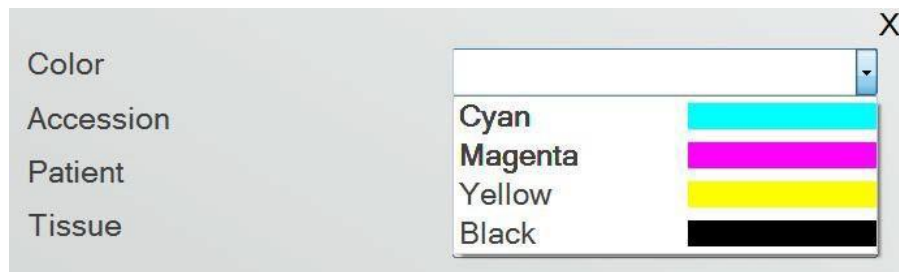 X
Color
Accession
Patient
Tissue
Cyan
Magenta
Yellow
Black